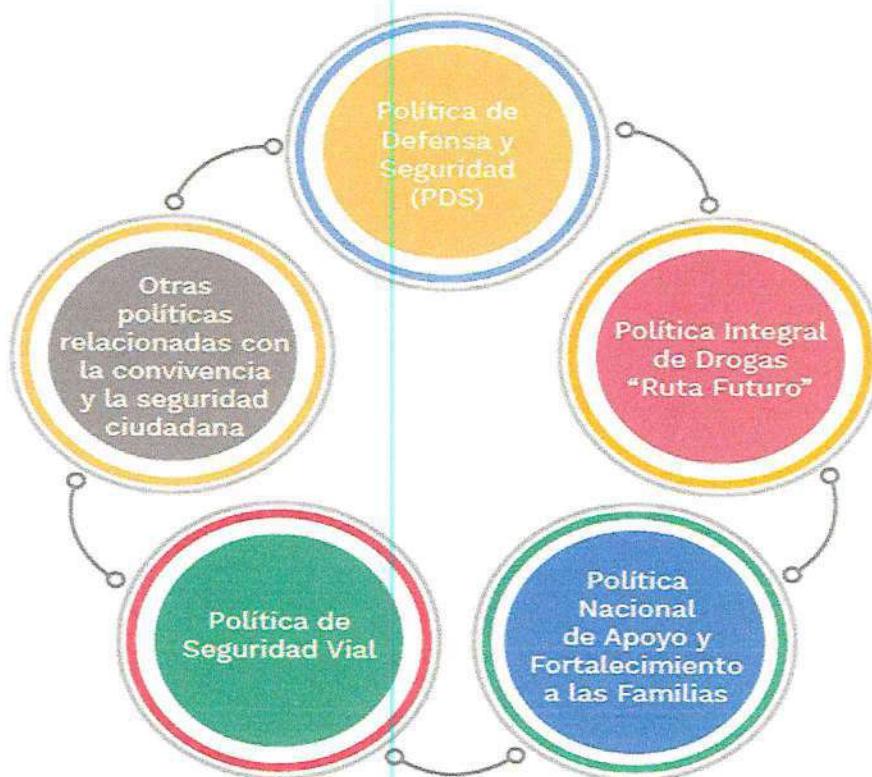 Política de
Defensa y
Seguridad
(PDS)
Política Integral
de Drogas
“Ruta Futuro”
Política
Nacional
de Apoyo y
Fortalecimiento
a las Familias
Política de
Seguridad Vial
Otras
políticas
relacionadas con
la convivencia
y la seguridad
ciudadana